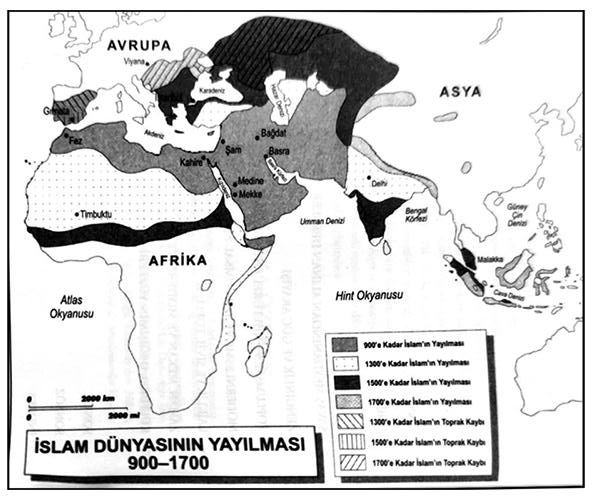 AVRUPA
Viyana
Karadeniz
Hazar Denizi
ASYA
Gırnata
Fez
Akdeniz
Şam
Bağdat
Basra
Kahire
Basra Körfezi
Kızıldeniz
Medine
Mekke
Delhi
Timbuktu
Umman Denizi
Bengal
Körfezi
Güney
Çin
Denizi
Malakka
AFRİKA
Atlas
Okyanusu
Hint Okyanusu
Cava Denizi
0 2000 km
0 2000 mi
900'e Kadar İslam'ın Yayılması
1300'e Kadar İslam'ın Yayılması
1500'e Kadar İslam'ın Yayılması
1700'e Kadar İslam'ın Yayılması
1300'e Kadar İslam'ın Toprak Kaybı
1500'e Kadar İslam'ın Toprak Kaybı
1700'e Kadar İslam'ın Toprak Kaybı
İSLAM DÜNYASININ YAYILMASI
900–1700